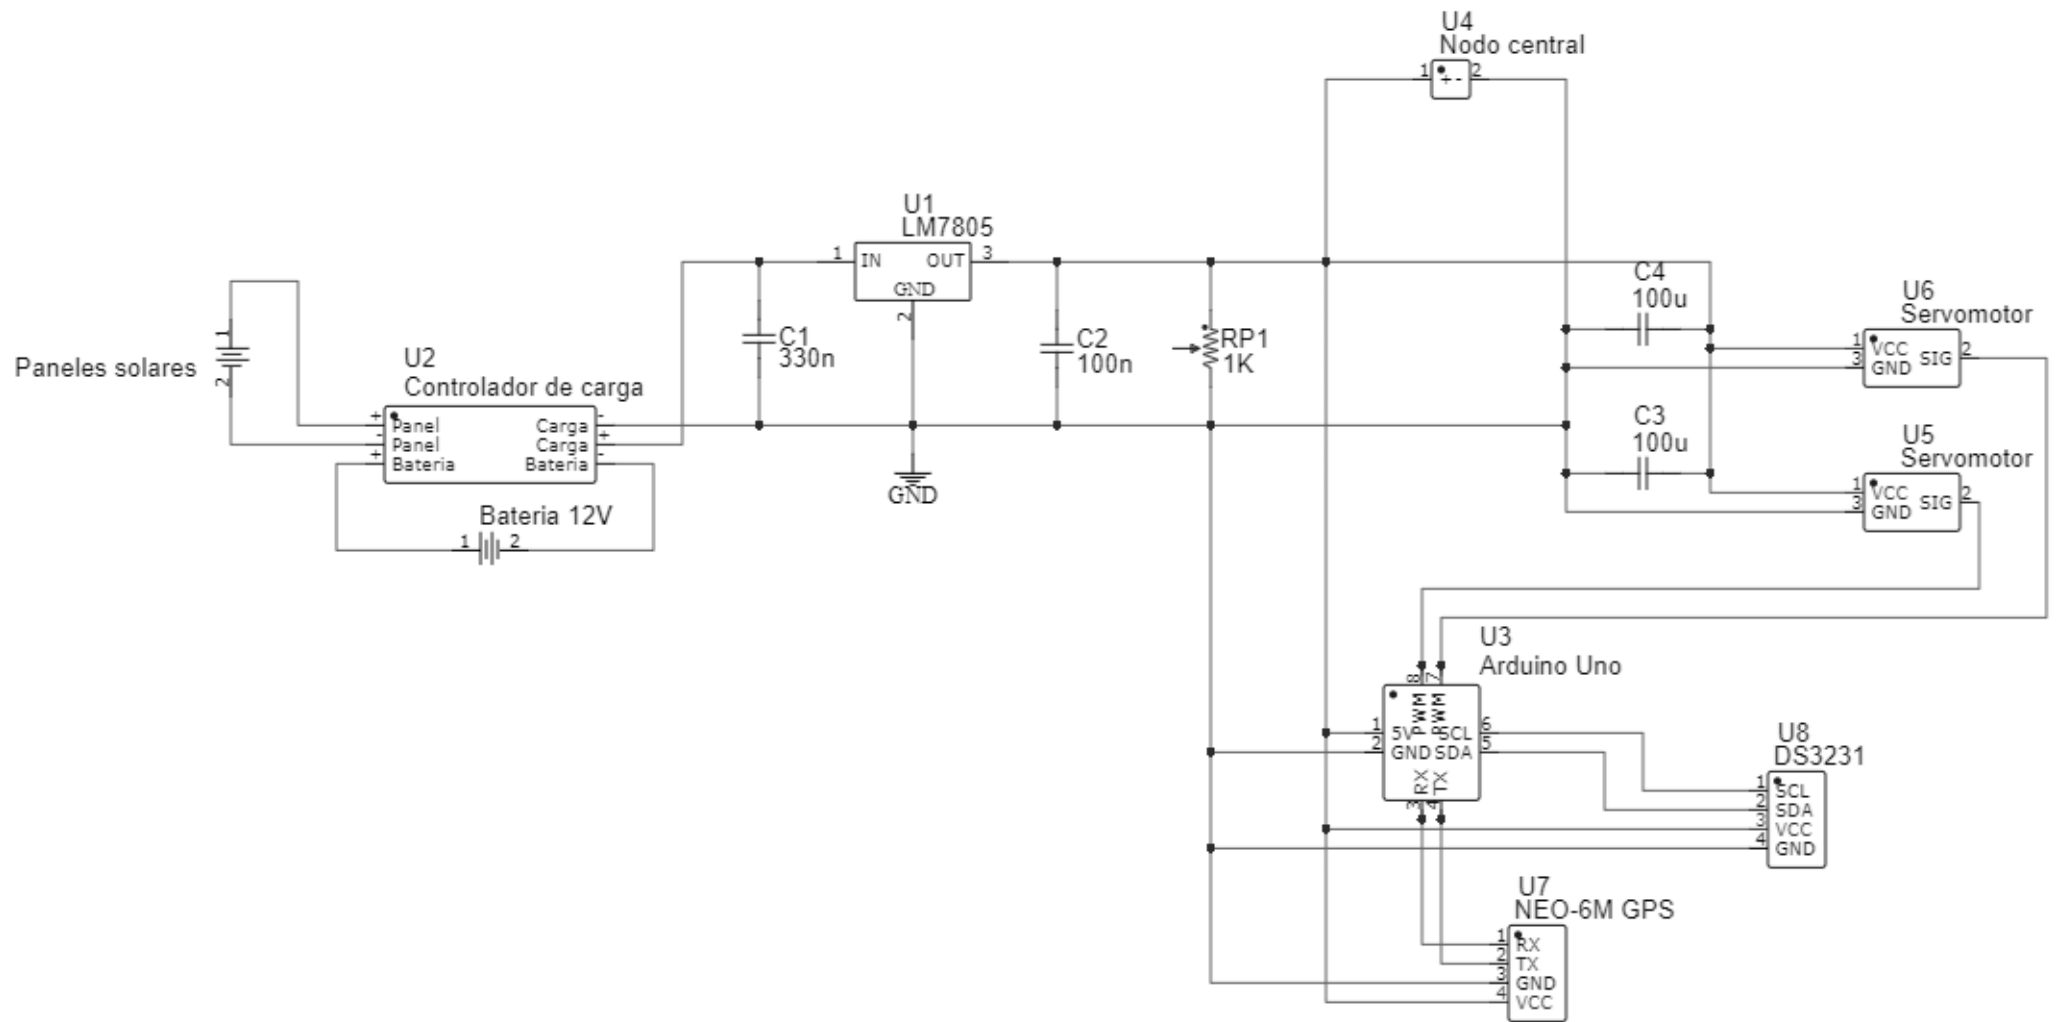 U4
Nodo central
1 + - 2
U1
LM7805
1 IN OUT 3
GND
2
C4
100u
U6
Servomotor
1 VCC SIG 2
3 GND
Paneles solares
1
2
U2
Controlador de carga
+ Panel Carga -
- Panel Carga +
+ Bateria Bateria -
Bateria 12V
1 2
C1
330n
C2
100n
RP1
1K
GND
C3
100u
U5
Servomotor
1 VCC SIG 2
3 GND
U3
Arduino Uno
8 7
PWM PWM
1 5V SCL 6
2 GND SDA 5
RX TX
3 4
U8
DS3231
1 SCL
2 SDA
3 VCC
4 GND
U7
NEO-6M GPS
1 RX
2 TX
3 GND
4 VCC